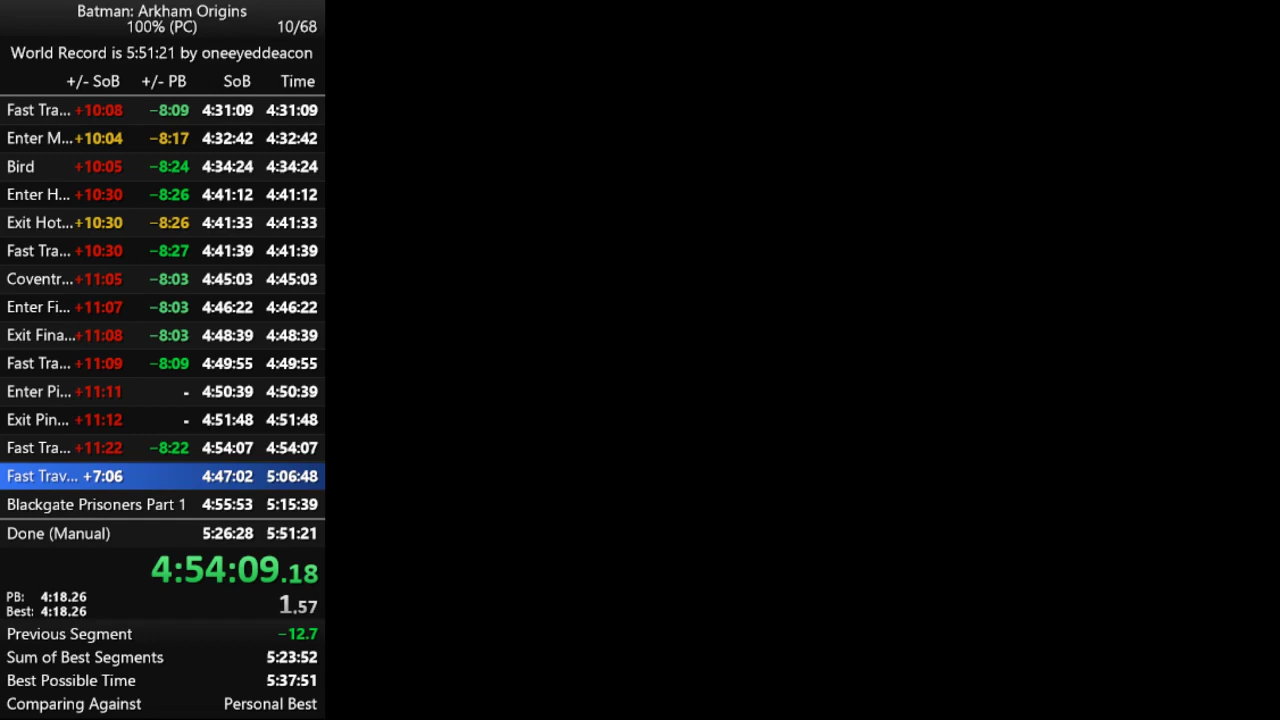 Batman: Arkham Origins
100% (PC) 10/68
World Record is 5:51:21 by oneeyeddeacon
+/- SoB +/- PB SoB Time
Fast Tra... +10:08 −8:09 4:31:09 4:31:09
Enter M... +10:04 −8:17 4:32:42 4:32:42
Bird +10:05 −8:24 4:34:24 4:34:24
Enter H... +10:30 −8:26 4:41:12 4:41:12
Exit Hot... +10:30 −8:26 4:41:33 4:41:33
Fast Tra... +10:30 −8:27 4:41:39 4:41:39
Coventr... +11:05 −8:03 4:45:03 4:45:03
Enter Fi... +11:07 −8:03 4:46:22 4:46:22
Exit Fina... +11:08 −8:03 4:48:39 4:48:39
Fast Tra... +11:09 −8:09 4:49:55 4:49:55
Enter Pi... +11:11 - 4:50:39 4:50:39
Exit Pin... +11:12 - 4:51:48 4:51:48
Fast Tra... +11:22 −8:22 4:54:07 4:54:07
Fast Trav... +7:06 4:47:02 5:06:48
Blackgate Prisoners Part 1 4:55:53 5:15:39
Done (Manual) 5:26:28 5:51:21
4:54:09.18
PB: 4:18.26
Best: 4:18.26 1.57
Previous Segment −12.7
Sum of Best Segments 5:23:52
Best Possible Time 5:37:51
Comparing Against Personal Best